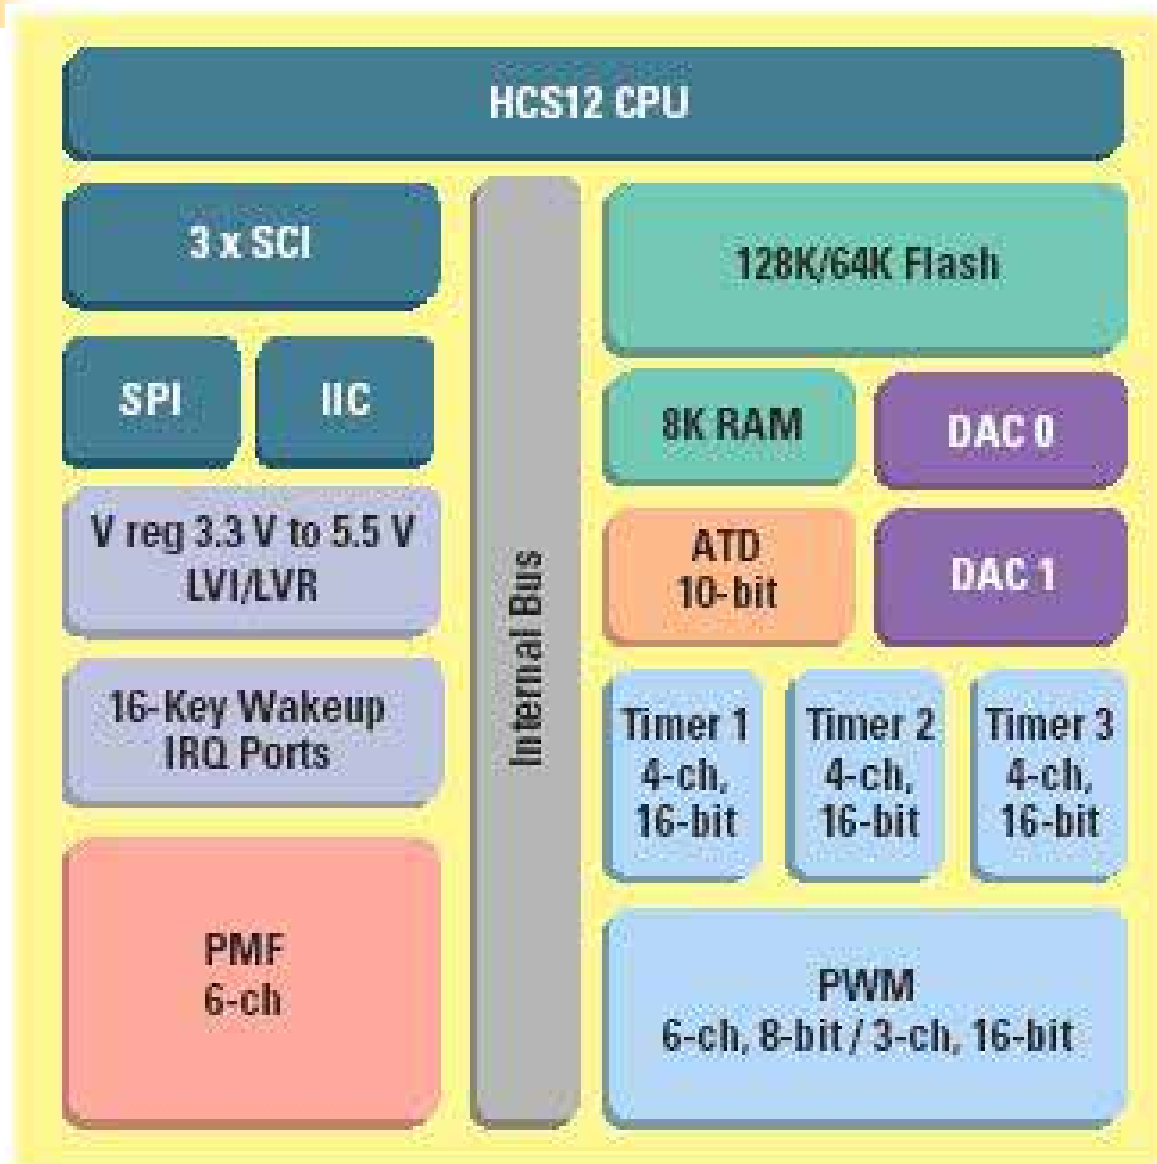 HCS12 CPU
3 x SCI
SPI
IIC
V reg 3.3 V to 5.5 V
LVI/LVR
16-Key Wakeup
IRQ Ports
PMF
6-ch
Internal Bus
128K/64K Flash
8K RAM
DAC 0
ATD
10-bit
DAC 1
Timer 1
4-ch,
16-bit
Timer 2
4-ch,
16-bit
Timer 3
4-ch,
16-bit
PWM
6-ch, 8-bit / 3-ch, 16-bit